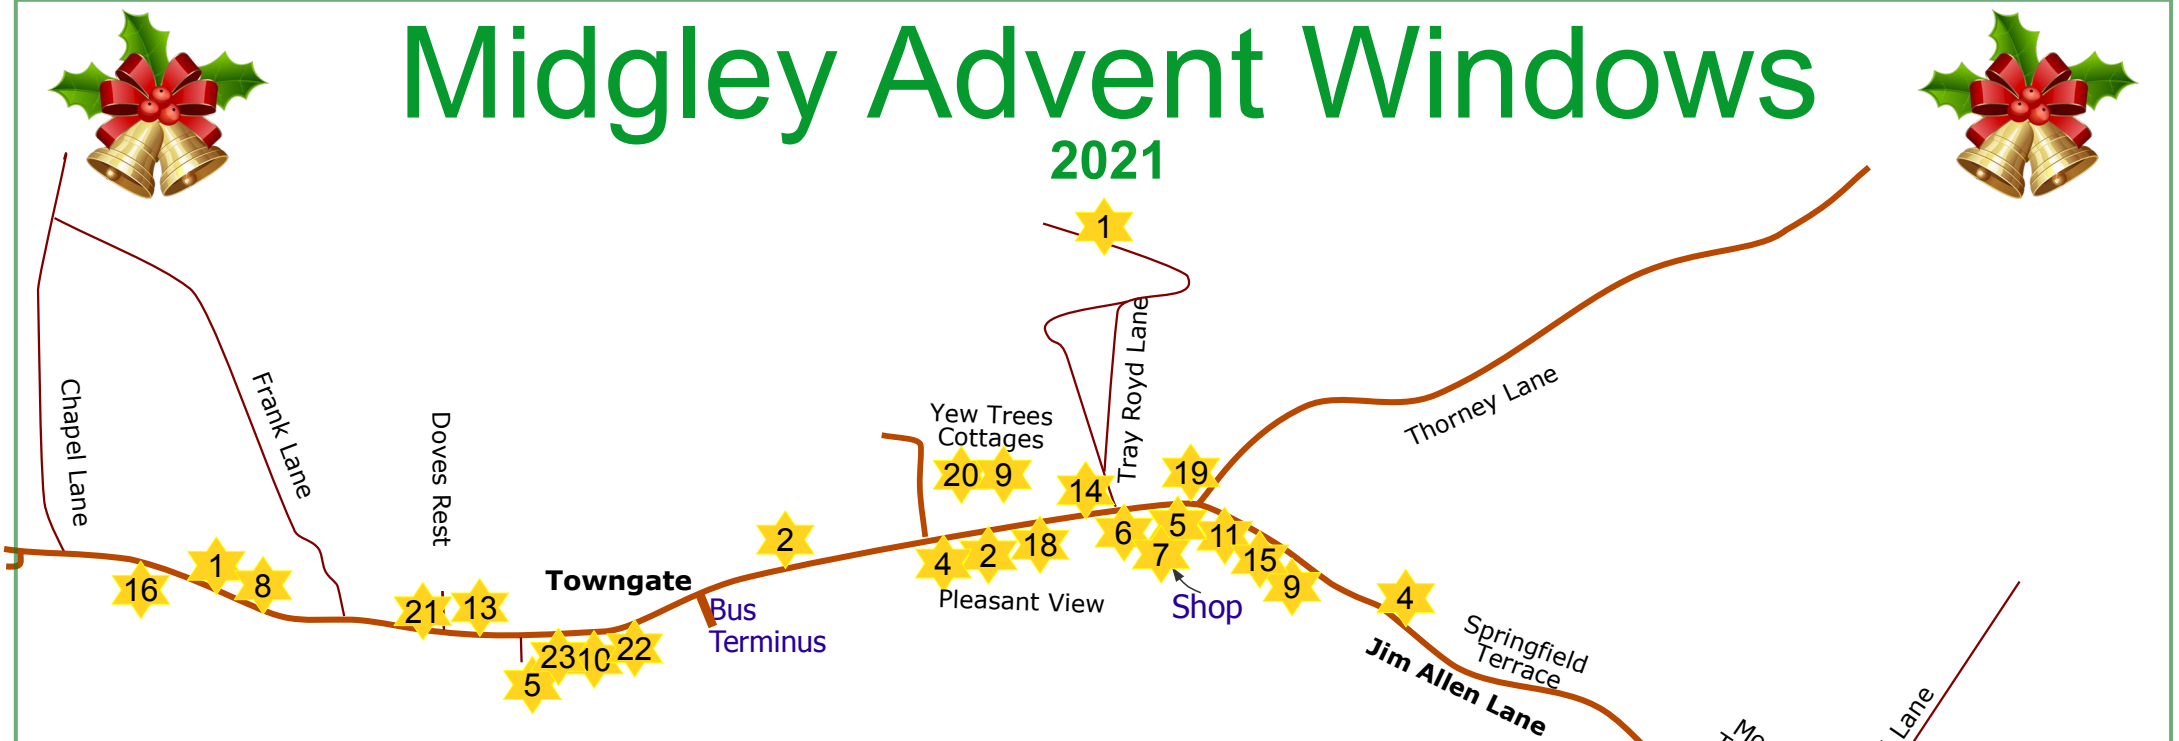 Midgley Advent Windows
2021
1
Chapel Lane
Frank Lane
Doves Rest
Yew Trees
Cottages
Tray Royd Lane
Thorney Lane
20
9
14
19
16
1
8
21
13
Towngate
2
Bus
Terminus
23
10
22
5
4
2
18
6
5
7
11
15
9
4
Pleasant View
Shop
Springfield
Terrace
Jim Allen Lane
Lane